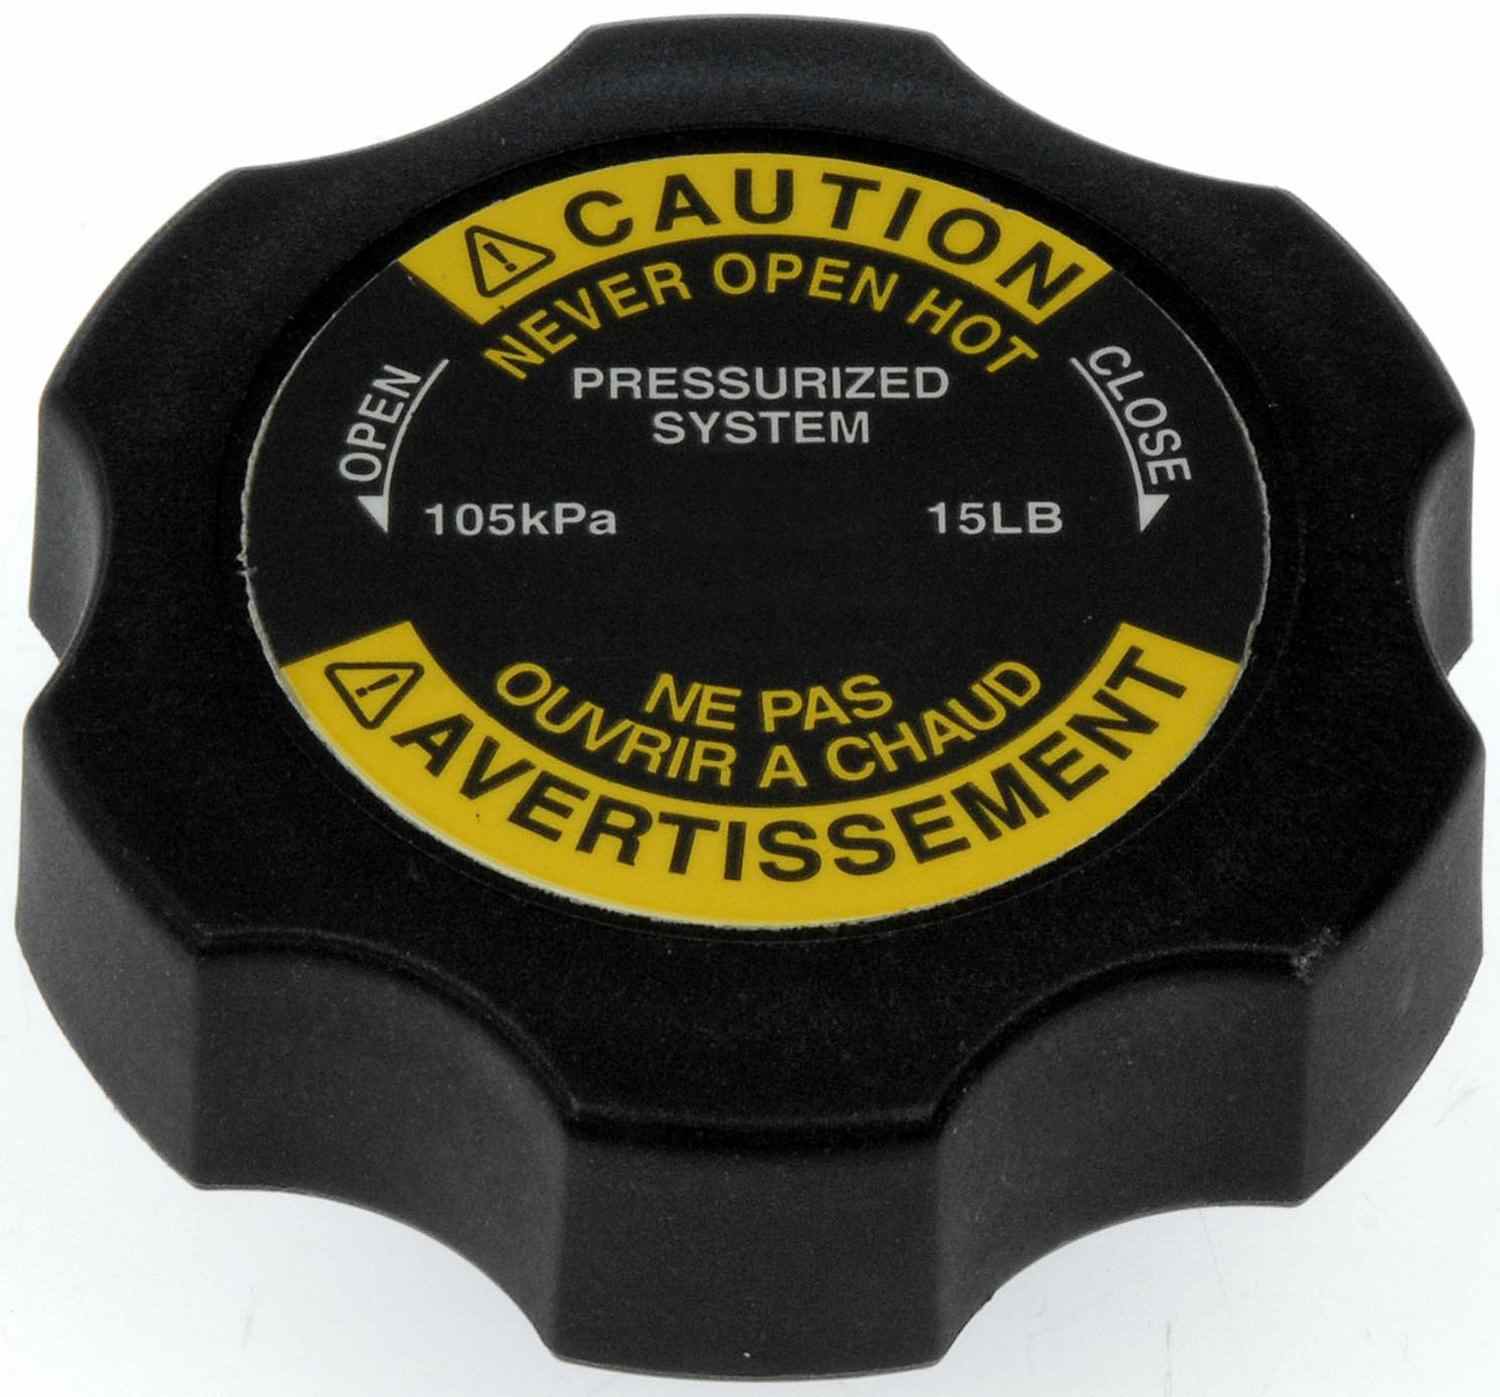 CAUTION
NEVER OPEN HOT
PRESSURIZED
SYSTEM
OPEN
CLOSE
105kPa
15LB
NE PAS
OUVRIR A CHAUD
AVERTISSEMENT